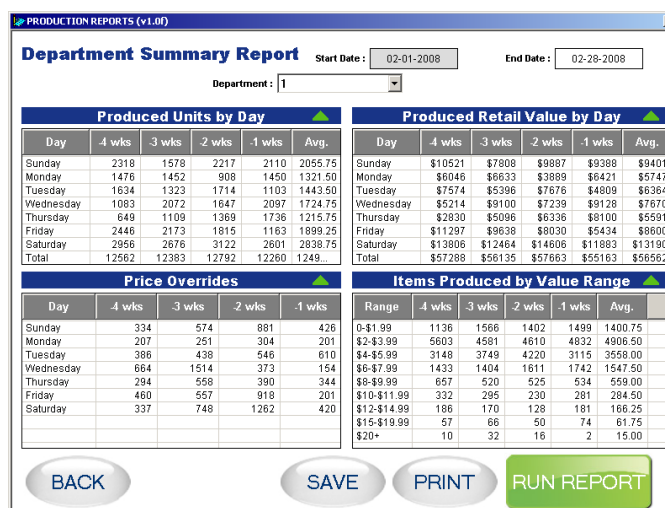 PRODUCTION REPORTS (v1.0f)
Department Summary Report
Start Date : 02-01-2008
End Date : 02-28-2008
Department : 1
Produced Units by Day
Day -4 wks -3 wks -2 wks -1 wks Avg.
Sunday 2318 1578 2217 2110 2055.75
Monday 1476 1452 908 1450 1321.50
Tuesday 1634 1323 1714 1103 1443.50
Wednesday 1083 2072 1647 2097 1724.75
Thursday 649 1109 1369 1736 1215.75
Friday 2446 2173 1815 1163 1899.25
Saturday 2956 2676 3122 2601 2838.75
Total 12562 12383 12792 12260 1249...
Produced Retail Value by Day
Day -4 wks -3 wks -2 wks -1 wks Avg.
Sunday $10521 $7808 $9887 $9388 $9401
Monday $6046 $6633 $3889 $6421 $5747
Tuesday $7574 $5396 $7676 $4809 $6364
Wednesday $5214 $9100 $7239 $9128 $7670
Thursday $2830 $5096 $6336 $8100 $5591
Friday $11297 $9638 $8030 $5434 $8600
Saturday $13806 $12464 $14606 $11883 $13190
Total $57288 $56135 $57663 $55163 $56562
Price Overrides
Day -4 wks -3 wks -2 wks -1 wks
Sunday 334 574 881 426
Monday 207 251 304 201
Tuesday 386 438 546 610
Wednesday 664 1514 373 154
Thursday 294 558 390 344
Friday 460 557 918 201
Saturday 337 748 1262 420
Items Produced by Value Range
Range -4 wks -3 wks -2 wks -1 wks Avg.
0-$1.99 1136 1566 1402 1499 1400.75
$2-$3.99 5603 4581 4610 4832 4906.50
$4-$5.99 3148 3749 4220 3115 3558.00
$6-$7.99 1433 1404 1611 1742 1547.50
$8-$9.99 657 520 525 534 559.00
$10-$11.99 332 295 230 281 284.50
$12-$14.99 186 170 128 181 166.25
$15-$19.99 57 66 50 74 61.75
$20+ 10 32 16 2 15.00
BACK
SAVE
PRINT
RUN REPORT